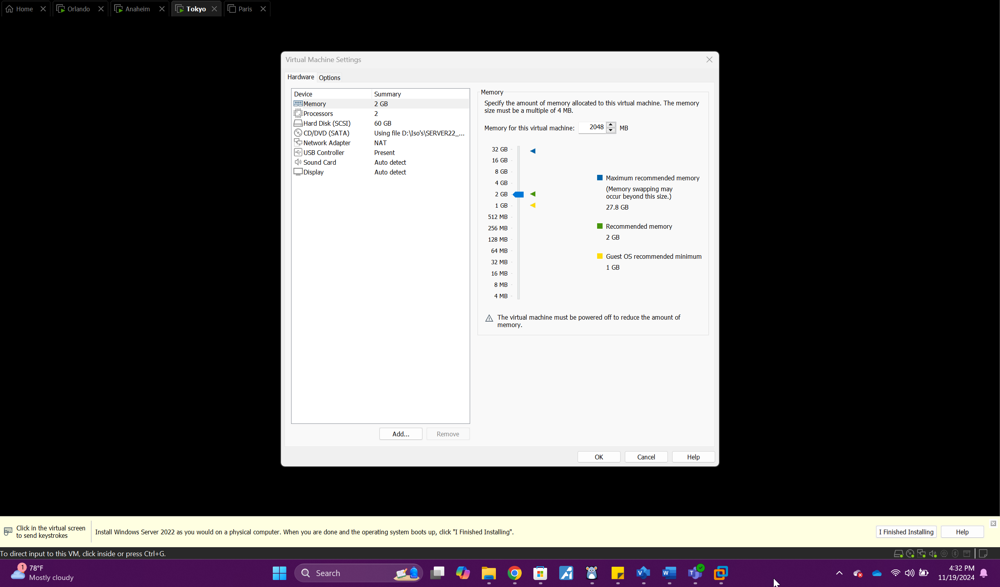 Home
Orlando
Anaheim
Tokyo
Paris
Virtual Machine Settings
Hardware
Options
Device Summary
Memory 2 GB
Processors 2
Hard Disk (SCSI) 60 GB
CD/DVD (SATA) Using file D:\Iso's\SERVER22_...
Network Adapter NAT
USB Controller Present
Sound Card Auto detect
Display Auto detect
Add...
Remove
Memory
Specify the amount of memory allocated to this virtual machine. The memory
size must be a multiple of 4 MB.
Memory for this virtual machine: 2048 MB
32 GB
16 GB
8 GB
4 GB
2 GB
1 GB
512 MB
256 MB
128 MB
64 MB
32 MB
16 MB
8 MB
4 MB
Maximum recommended memory
(Memory swapping may
occur beyond this size.)
27.8 GB
Recommended memory
2 GB
Guest OS recommended minimum
1 GB
The virtual machine must be powered off to reduce the amount of
memory.
OK
Cancel
Help
Click in the virtual screen
to send keystrokes
Install Windows Server 2022 as you would on a physical computer. When you are done and the operating system boots up, click "I Finished Installing".
I Finished Installing
Help
To direct input to this VM, click inside or press Ctrl+G.
1
78°F
Mostly cloudy
Search
V
W
T
4:32 PM
11/19/2024